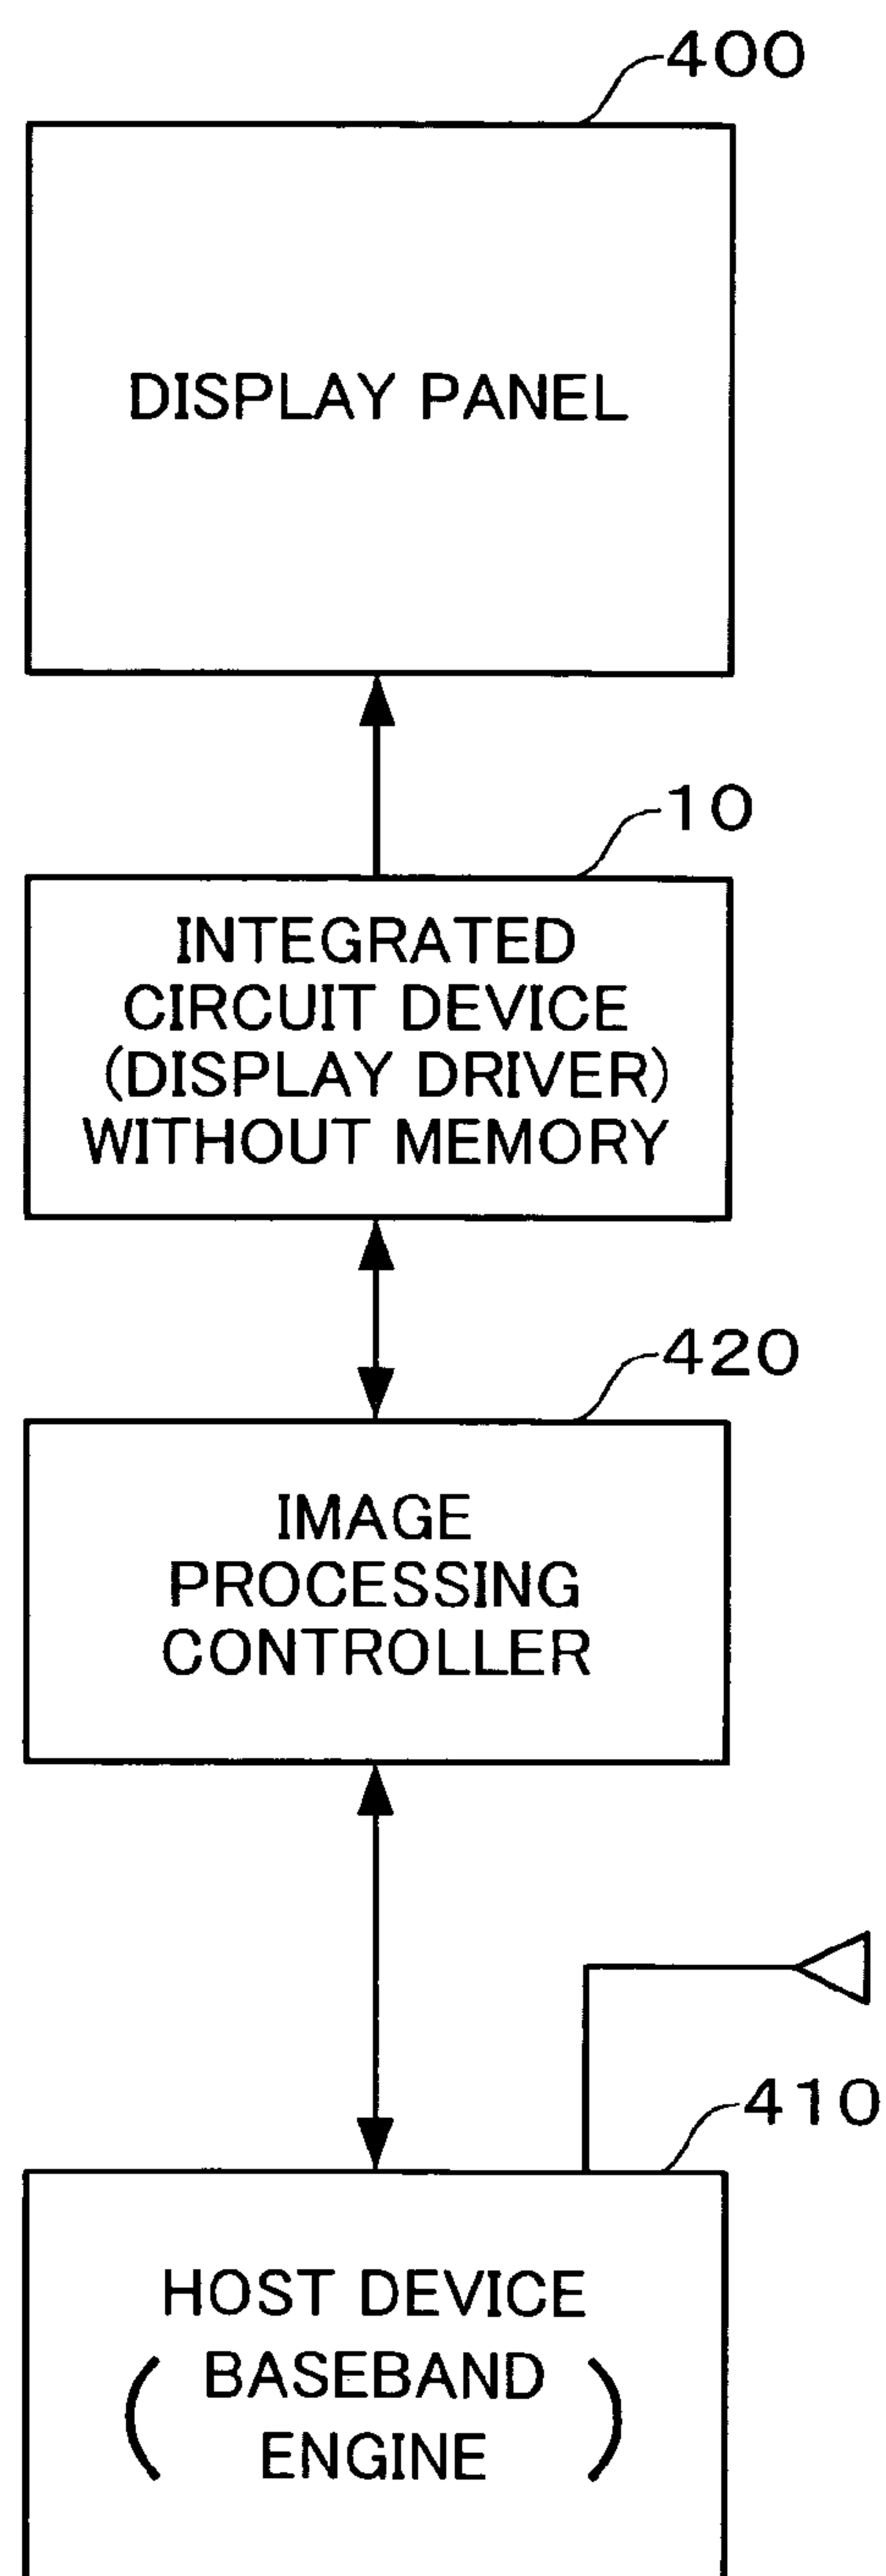 400
DISPLAY PANEL
10
INTEGRATED
CIRCUIT DEVICE
(DISPLAY DRIVER)
WITHOUT MEMORY
420
IMAGE
PROCESSING
CONTROLLER
410
HOST DEVICE
( BASEBAND
ENGINE )